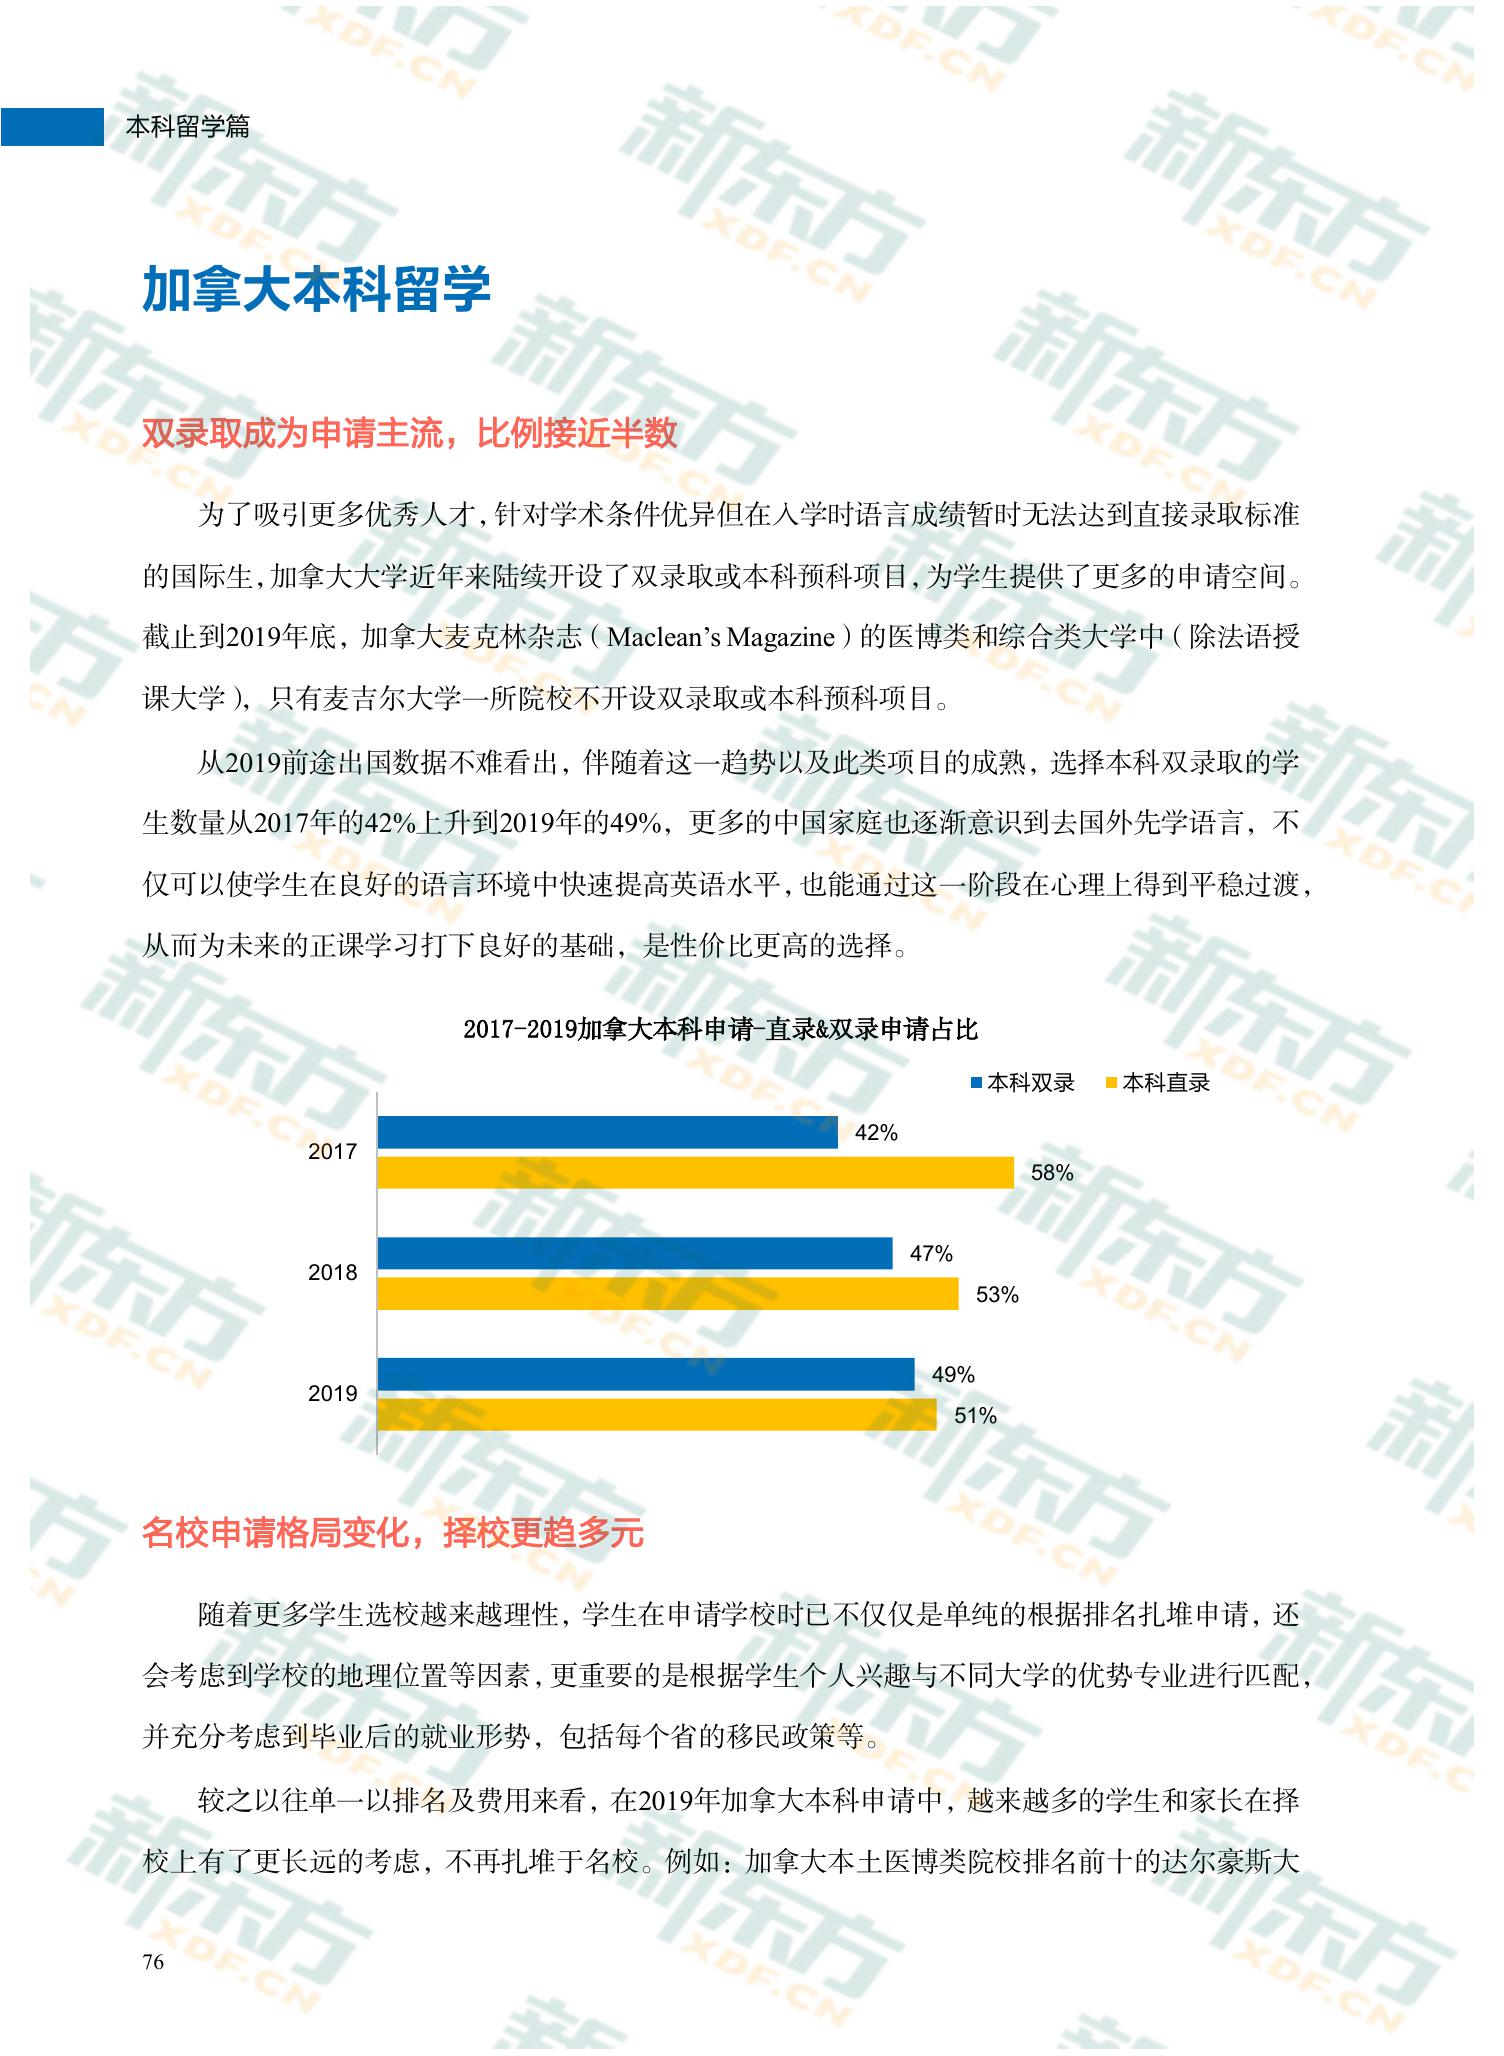 本科留学篇
加拿大本科留学
双录取成为申请主流，比例接近半数
为了吸引更多优秀人才，针对学术条件优异但在入学时语言成绩暂时无法达到直接录取标准
的国际生，加拿大大学近年来陆续开设了双录取或本科预科项目，为学生提供了更多的申请空间。
截止到2019年底，加拿大麦克林杂志（Maclean’s Magazine）的医博类和综合类大学中（除法语授
课大学），只有麦吉尔大学一所院校不开设双录取或本科预科项目。
从2019前途出国数据不难看出，伴随着这一趋势以及此类项目的成熟，选择本科双录取的学
生数量从2017年的42%上升到2019年的49%，更多的中国家庭也逐渐意识到去国外先学语言，不
仅可以使学生在良好的语言环境中快速提高英语水平，也能通过这一阶段在心理上得到平稳过渡，
从而为未来的正课学习打下良好的基础，是性价比更高的选择。
2017-2019加拿大本科申请-直录&双录申请占比
本科双录 本科直录
2017
42%
58%
2018
47%
53%
2019
49%
51%
名校申请格局变化，择校更趋多元
随着更多学生选校越来越理性，学生在申请学校时已不仅仅是单纯的根据排名扎堆申请，还
会考虑到学校的地理位置等因素，更重要的是根据学生个人兴趣与不同大学的优势专业进行匹配，
并充分考虑到毕业后的就业形势，包括每个省的移民政策等。
较之以往单一以排名及费用来看，在2019年加拿大本科申请中，越来越多的学生和家长在择
校上有了更长远的考虑，不再扎堆于名校。例如：加拿大本土医博类院校排名前十的达尔豪斯大
76
新东方
XDF.CN